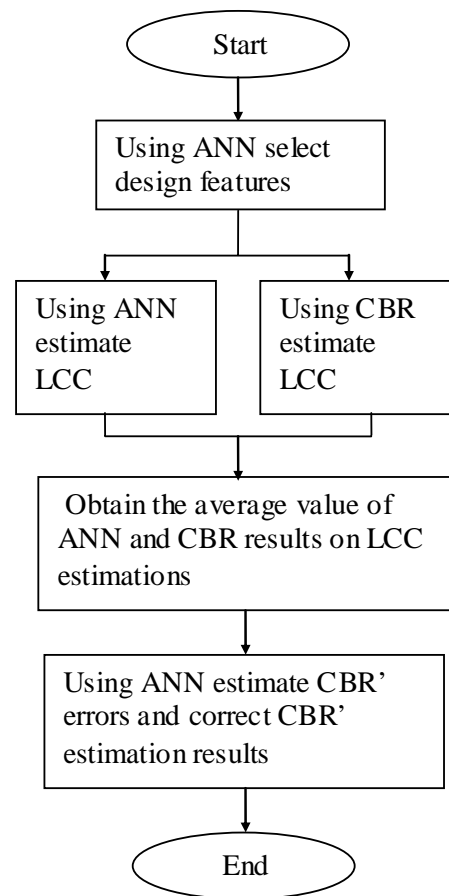 Start
Using ANN select
design features
Using ANN
estimate
LCC
Using CBR
estimate
LCC
Obtain the average value of
ANN and CBR results on LCC
estimations
Using ANN estimate CBR’
errors and correct CBR’
estimation results
End